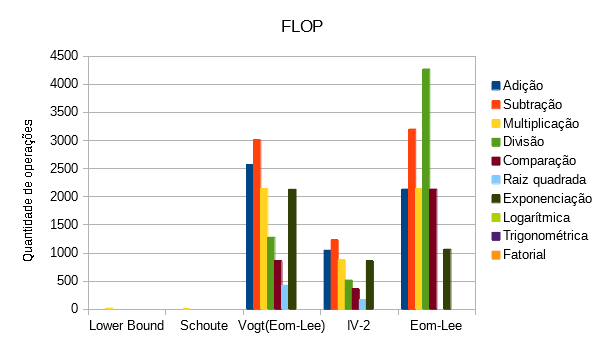 FLOP
Quantidade de operações
4500
4000
3500
3000
2500
2000
1500
1000
500
0
Lower Bound
Schoute
Vogt(Eom-Lee)
IV-2
Eom-Lee
Adição
Subtração
Multiplicação
Divisão
Comparação
Raiz quadrada
Exponenciação
Logarítmica
Trigonométrica
Fatorial